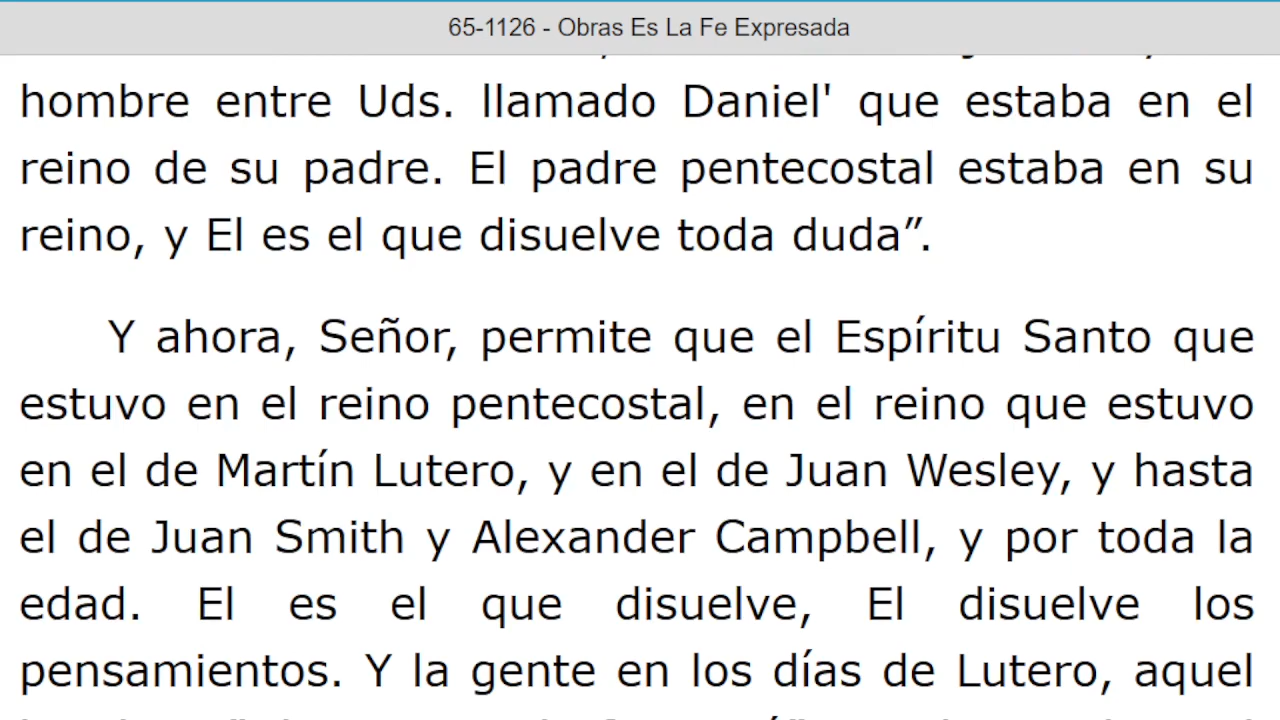 65-1126 - Obras Es La Fe Expresada
hombre entre Uds. llamado Daniel' que estaba en el
reino de su padre. El padre pentecostal estaba en su
reino, y El es el que disuelve toda duda”.
Y ahora, Señor, permite que el Espíritu Santo que
estuvo en el reino pentecostal, en el reino que estuvo
en el de Martín Lutero, y en el de Juan Wesley, y hasta
el de Juan Smith y Alexander Campbell, y por toda la
edad. El es el que disuelve, El disuelve los
pensamientos. Y la gente en los días de Lutero, aquel